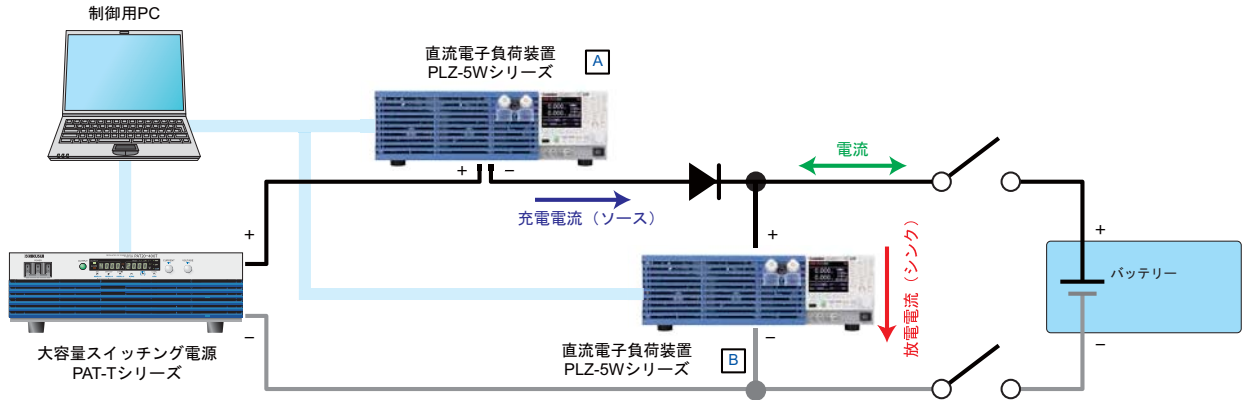 制御用PC
直流電子負荷装置
PLZ-5Wシリーズ
A
+
−
電流
充電電流（ソース）
+
+
+
放電電流（シンク）
バッテリー
−
−
−
大容量スイッチング電源
PAT-Tシリーズ
直流電子負荷装置
PLZ-5Wシリーズ
B